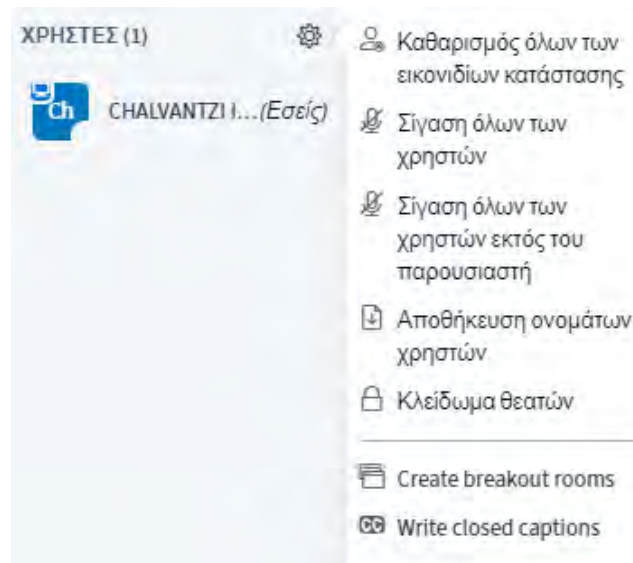 ΧΡΗΣΤΕΣ (1)
Ch
CHALVANTZI I... (Εσείς)
Καθαρισμός όλων των
εικονιδίων κατάστασης
Σίγαση όλων των
χρηστών
Σίγαση όλων των
χρηστών εκτός του
παρουσιαστή
Αποθήκευση ονομάτων
χρηστών
Κλείδωμα θεατών
Create breakout rooms
CC Write closed captions